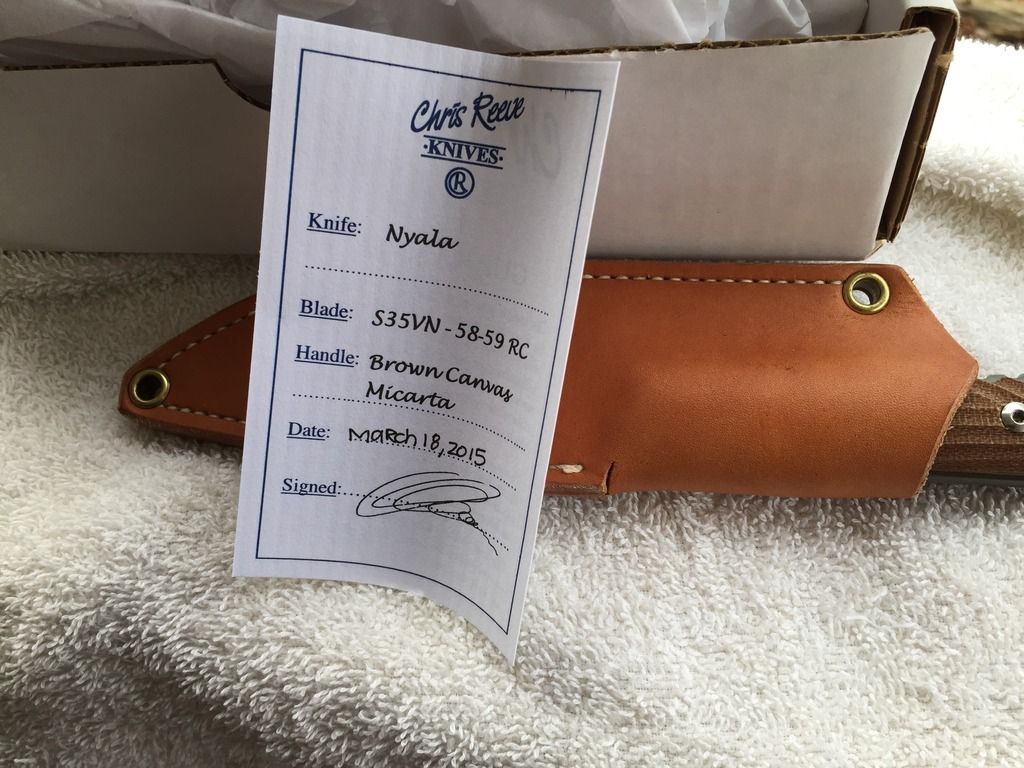 Chris Reeve
·KNIVES·
®
Knife: Nyala
Blade: S35VN - 58-59 RC
Handle: Brown Canvas
Micarta
Date: March 18, 2015
Signed: